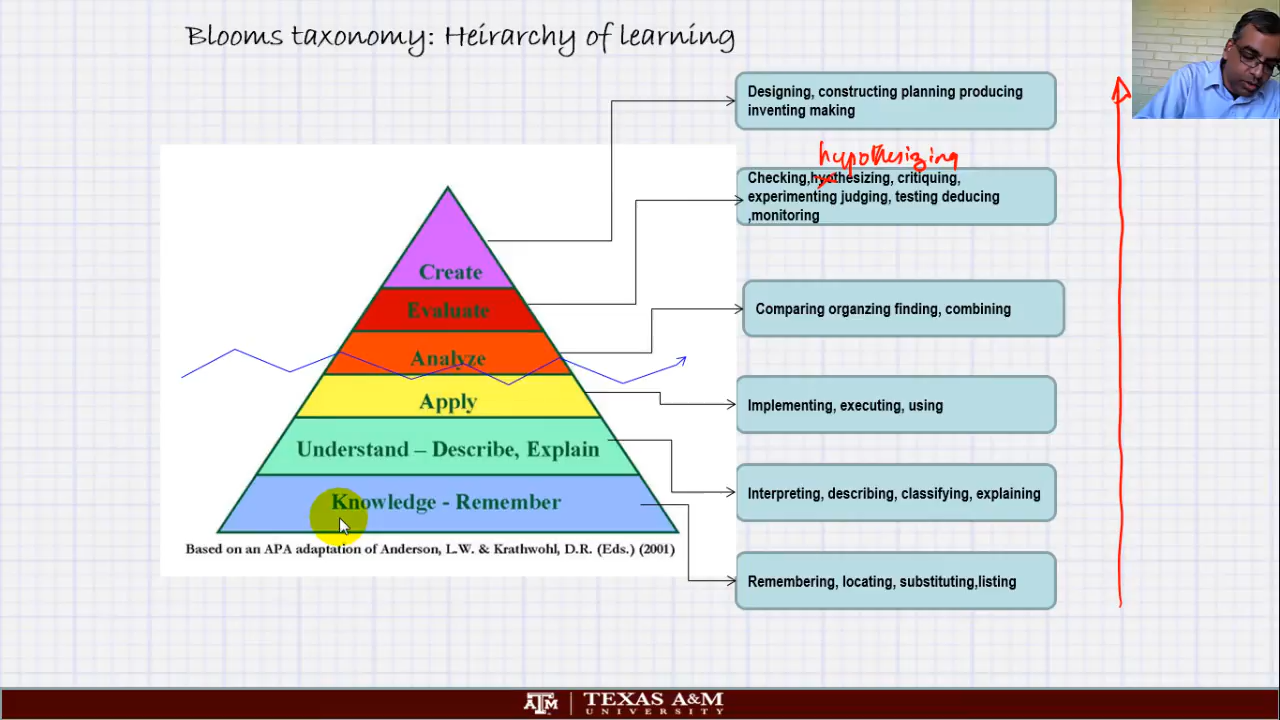 Blooms taxonomy: Heirarchy of learning
Designing, constructing planning producing
inventing making
hypothesizing
Checking,hyothesizing, critiquing,
experimenting judging, testing deducing
,monitoring
Create
Evaluate
Comparing organzing finding, combining
Analyze
Apply
Implementing, executing, using
Understand – Describe, Explain
Interpreting, describing, classifying, explaining
Knowledge - Remember
Based on an APA adaptation of Anderson, L.W. & Krathwohl, D.R. (Eds.) (2001)
Remembering, locating, substituting,listing
ATM
TEXAS A&M
UNIVERSITY